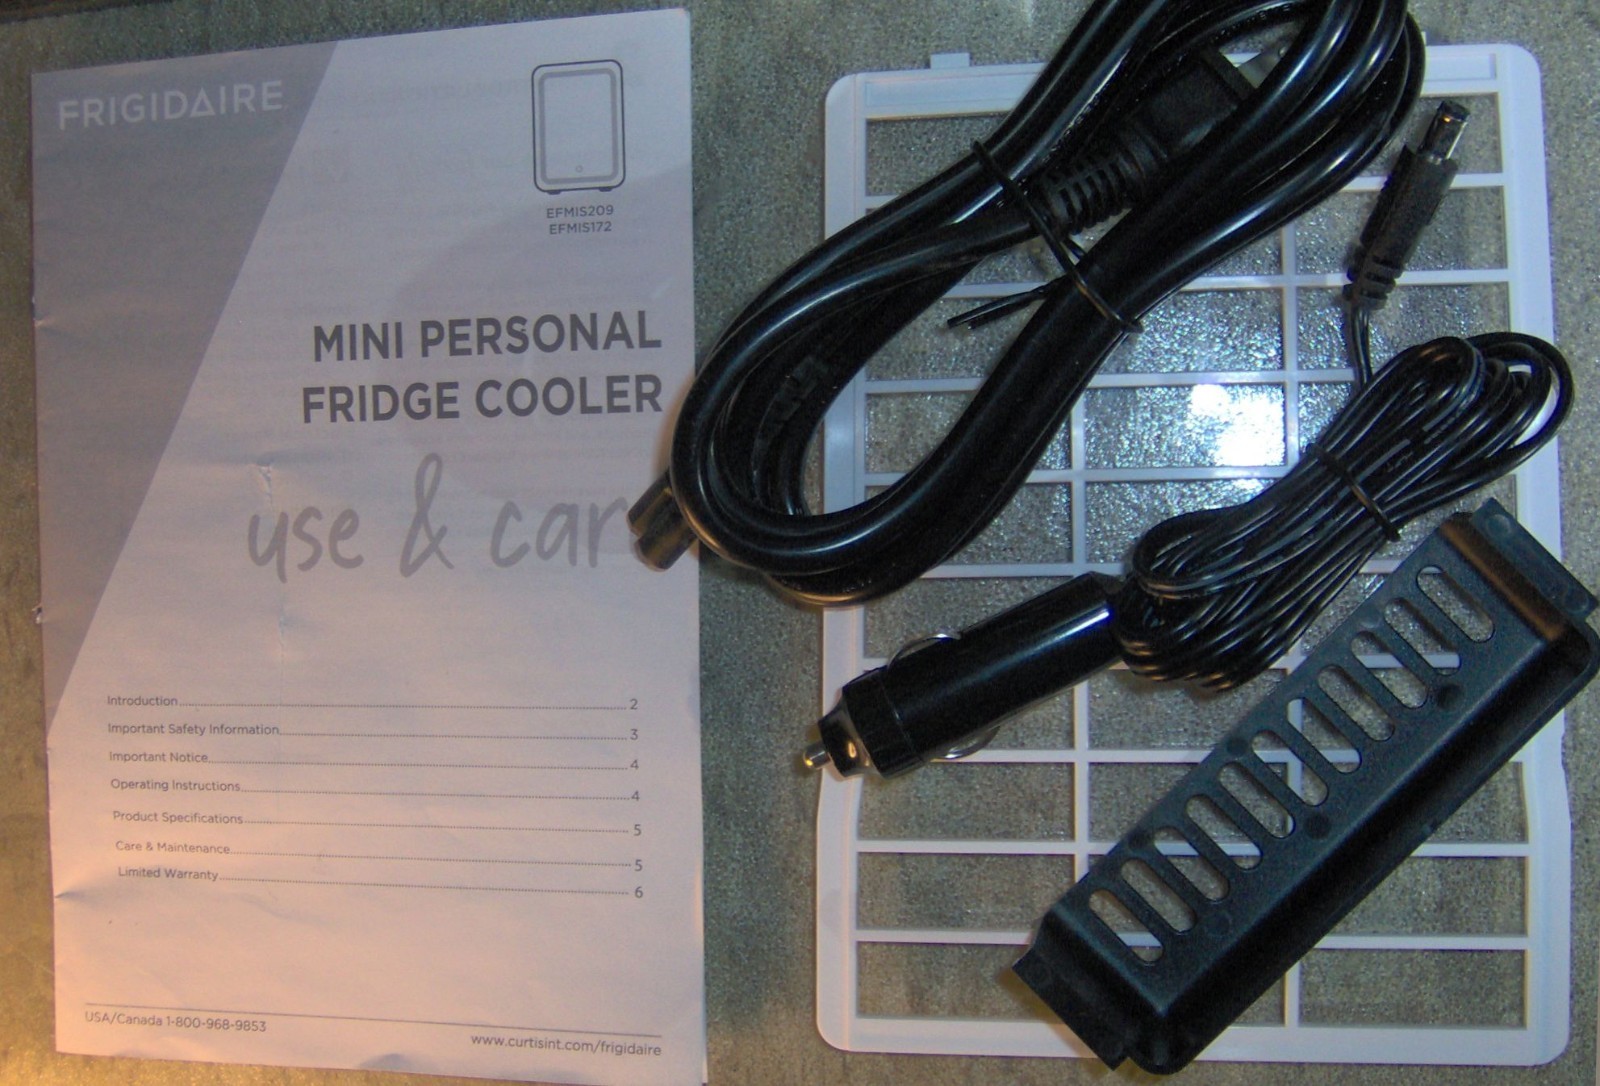 FRIGIDAIRE
EFMIS209
EFMIS172
MINI PERSONAL
FRIDGE COOLER
use & car
Introduction 2
Important Safety Information 3
Important Notice 4
Operating Instructions 4
Product Specifications 5
Care & Maintenance 5
Limited Warranty 6
USA/Canada 1-800-968-9853
www.curtisint.com/frigidaire